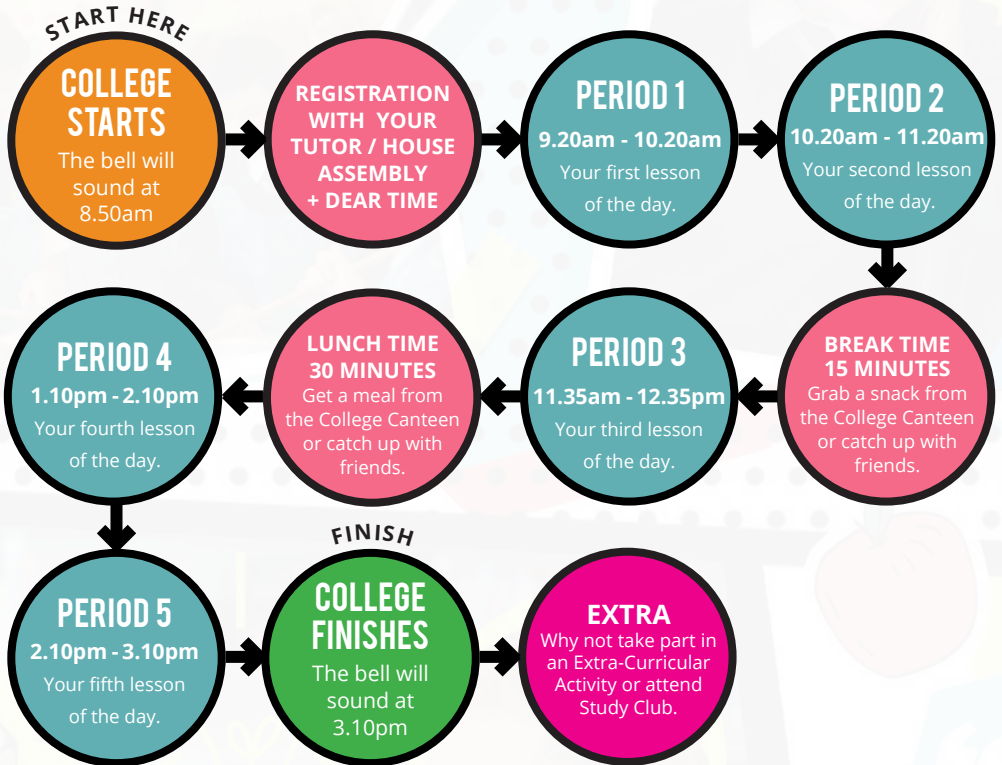 START HERE
COLLEGE
STARTS
The bell will
sound at
8.50am
REGISTRATION
WITH YOUR
TUTOR / HOUSE
ASSEMBLY
+ DEAR TIME
PERIOD 1
9.20am - 10.20am
Your first lesson
of the day.
PERIOD 2
10.20am - 11.20am
Your second lesson
of the day.
BREAK TIME
15 MINUTES
Grab a snack from
the College Canteen
or catch up with
friends.
PERIOD 3
11.35am - 12.35pm
Your third lesson
of the day.
LUNCH TIME
30 MINUTES
Get a meal from
the College Canteen
or catch up with
friends.
PERIOD 4
1.10pm - 2.10pm
Your fourth lesson
of the day.
PERIOD 5
2.10pm - 3.10pm
Your fifth lesson
of the day.
FINISH
COLLEGE
FINISHES
The bell will
sound at
3.10pm
EXTRA
Why not take part in
an Extra-Curricular
Activity or attend
Study Club.